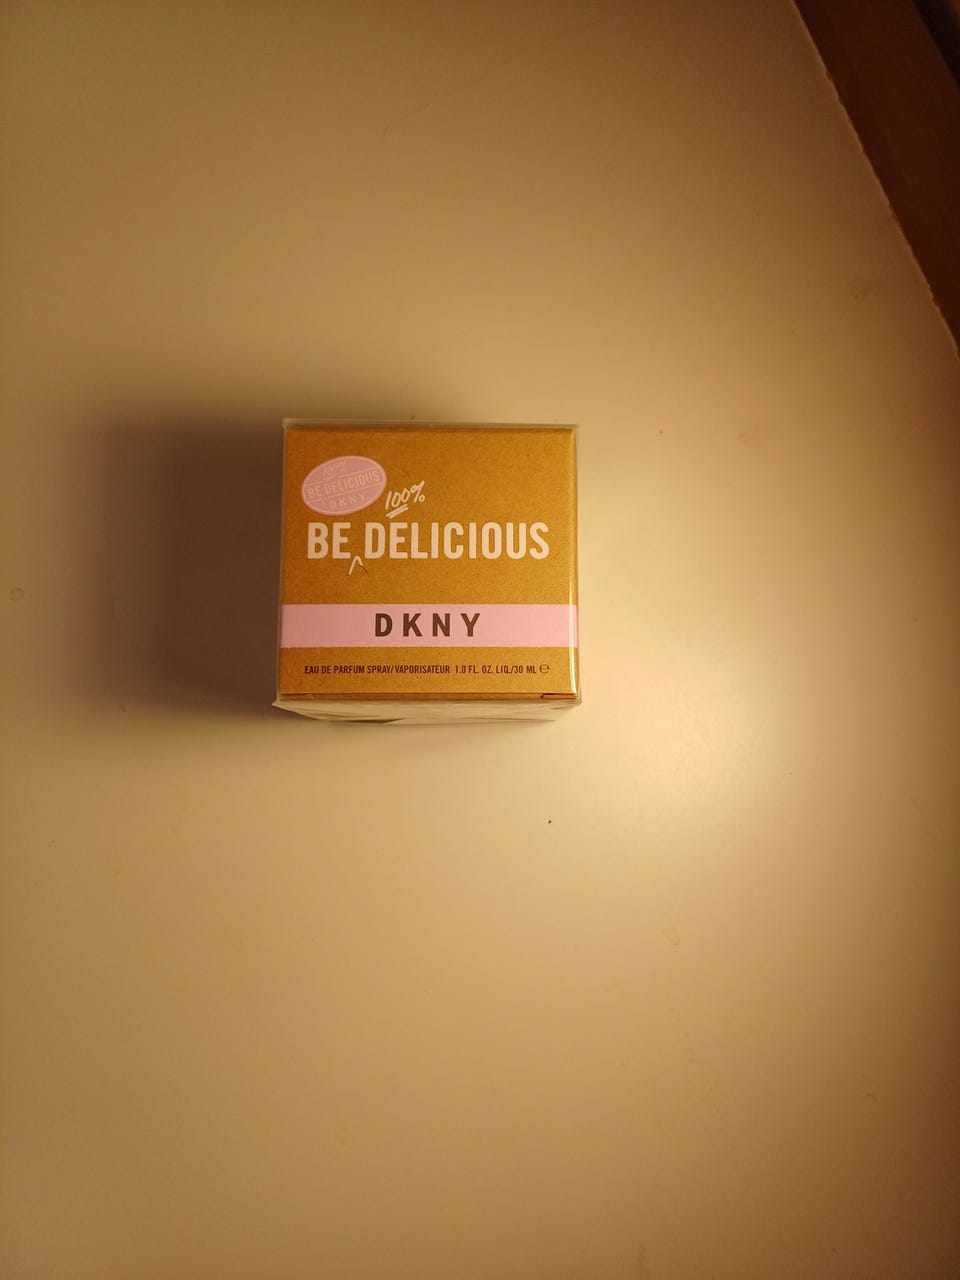 100%
BE DELICIOUS
DKNY
100%
BE DELICIOUS
DKNY
EAU DE PARFUM SPRAY/VAPORISATEUR 1.0 FL. OZ. LIQ./30 ML ℮